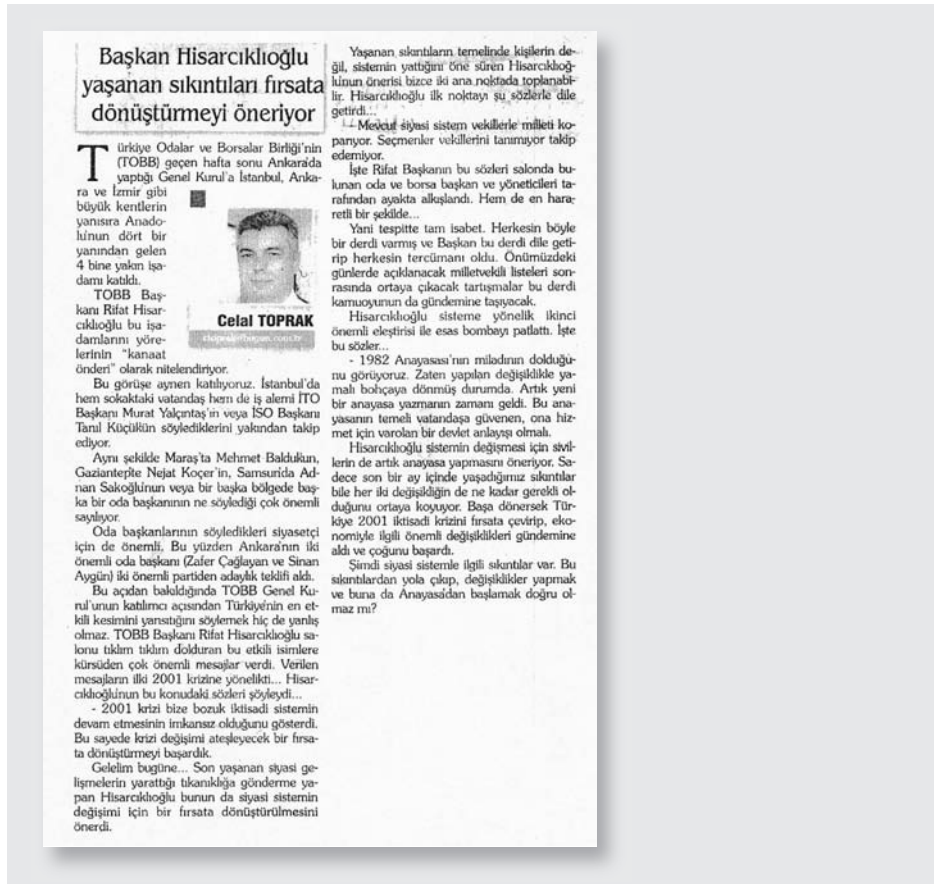 Başkan Hisarcıklıoğlu
yaşanan sıkıntıları fırsata
dönüştürmeyi öneriyor
Türkiye Odalar ve Borsalar Birliği'nin
(TOBB) geçen hafta sonu Ankara'da
yaptığı Genel Kurul'a İstanbul, Anka-
ra ve İzmir gibi
büyük kentlerin
yanısıra Anado-
lu'nun dört bir
yanından gelen
4 bine yakın işa-
damı katıldı.
TOBB Baş-
kanı Rifat Hisar-
cıklıoğlu bu işa-
damlarını yöre-
lerinin "kanaat
önderi" olarak nitelendiriyor.
Celal TOPRAK
Bu görüşe aynen katılıyoruz. İstanbul'da
hem sokaktaki vatandaş hem de iş alemi İTO
Başkanı Murat Yalçıntaş'ın veya İSO Başkanı
Tanıl Küçük'ün söylediklerini yakından takip
ediyor.
Aynı şekilde Maraş'ta Mehmet Balduk'un,
Gaziantep'te Nejat Koçer'in, Samsun'da Ad-
nan Sakoğlu'nun veya bir başka bölgede baş-
ka bir oda başkanının ne söylediği çok önemli
sayılıyor.
Oda başkanlarının söyledikleri siyasetçi
için de önemli. Bu yüzden Ankara'nın iki
önemli oda başkanı (Zafer Çağlayan ve Sinan
Aygün) iki önemli partiden adaylık teklifi aldı.
Bu açıdan bakıldığında TOBB Genel Ku-
rul'unun katılımcı açısından Türkiye'nin en et-
kili kesimini yansıtığını söylemek hiç de yanlış
olmaz. TOBB Başkanı Rifat Hisarcıklıoğlu sa-
lonu tıklım tıklım dolduran bu etkili isimlere
kürsüden çok önemli mesajlar verdi. Verilen
mesajların ilki 2001 krizine yönelikti... Hisar-
cıklıoğlu'nun bu konudaki sözleri şöyleydi...
- 2001 krizi bize bozuk iktisadi sistemin
devam etmesinin imkansız olduğunu gösterdi.
Bu sayede krizi değişimi ateşleyecek bir fırsa-
ta dönüştürmeyi başardık.
Gelelim bugüne... Son yaşanan siyasi ge-
lişmelerin yarattığı tıkanıklığa gönderme ya-
pan Hisarcıklıoğlu bunun da siyasi sistemin
değişimi için bir fırsata dönüştürülmesini
önerdi.
Yaşanan sıkıntıların temelinde kişilerin de-
ğil, sistemin yattığını öne süren Hisarcıklıoğ-
lu'nun önerisi bizce iki ana noktada toplanabi-
lir. Hisarcıklıoğlu ilk noktayı şu sözlerle dile
getirdi...
- Mevcut siyasi sistem vekillerle milleti ko-
parıyor. Seçmenler vekillerini tanımıyor takip
edemiyor.
İşte Rifat Başkanın bu sözleri salonda bu-
lunan oda ve borsa başkan ve yöneticileri ta-
rafından ayakta alkışlandı. Hem de en hara-
retli bir şekilde...
Yani tespitte tam isabet. Herkesin böyle
bir derdi varmış ve Başkan bu derdi dile geti-
rip herkesin tercümanı oldu. Önümüzdeki
günlerde açıklanacak milletvekili listeleri son-
rasında ortaya çıkacak tartışmalar bu derdi
kamuoyunun da gündemine taşıyacak.
Hisarcıklıoğlu sisteme yönelik ikinci
önemli eleştirisi ile esas bombayı patlattı. İşte
bu sözler...
- 1982 Anayasası'nın miladının dolduğu-
nu görüyoruz. Zaten yapılan değişiklikle ya-
malı bohçaya dönmüş durumda. Artık yeni
bir anayasa yazmanın zamanı geldi. Bu ana-
yasanın temeli vatandaşa güvenen, ona hiz-
met için varolan bir devlet anlayışı olmalı.
Hisarcıklıoğlu sistemin değişmesi için sivil-
lerin de artık anayasa yapmasını öneriyor. Sa-
dece son bir ay içinde yaşadığımız sıkıntılar
bile her iki değişikliğin de ne kadar gerekli ol-
duğunu ortaya koyuyor. Başa dönersek Tür-
kiye 2001 iktisadi krizini fırsata çevirip, eko-
nomiyle ilgili önemli değişiklikleri gündemine
aldı ve çoğunu başardı.
Şimdi siyasi sistemle ilgili sıkıntılar var. Bu
sıkıntılardan yola çıkıp, değişiklikler yapmak
ve buna da Anayasa'dan başlamak doğru ol-
maz mı?